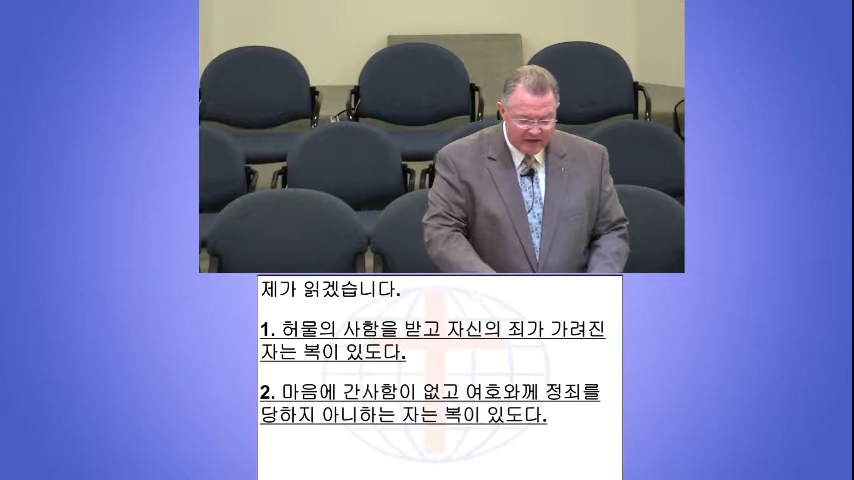 제가 읽겠습니다.
1. 허물의 사함을 받고 자신의 죄가 가려진
자는 복이 있도다.
2. 마음에 간사함이 없고 여호와께 정죄를
당하지 아니하는 자는 복이 있도다.